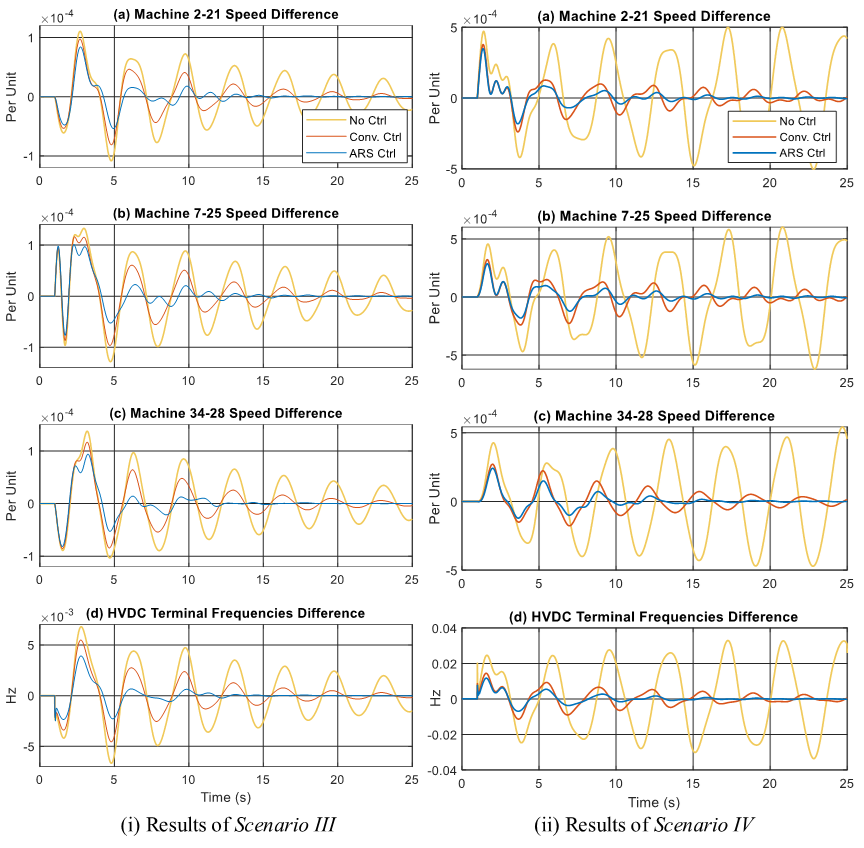 (a) Machine 2-21 Speed Difference
×10⁻⁴
Per Unit
1
0
-1
No Ctrl
Conv. Ctrl
ARS Ctrl
0 5 10 15 20 25
(b) Machine 7-25 Speed Difference
×10⁻⁴
Per Unit
1
0
-1
0 5 10 15 20 25
(c) Machine 34-28 Speed Difference
×10⁻⁴
Per Unit
1
0
-1
0 5 10 15 20 25
(d) HVDC Terminal Frequencies Difference
×10⁻³
Hz
5
0
-5
0 5 10 15 20 25
Time (s)
(i) Results of Scenario III
(a) Machine 2-21 Speed Difference
×10⁻⁴
Per Unit
5
0
-5
No Ctrl
Conv. Ctrl
ARS Ctrl
0 5 10 15 20 25
(b) Machine 7-25 Speed Difference
×10⁻⁴
Per Unit
5
0
-5
0 5 10 15 20 25
(c) Machine 34-28 Speed Difference
×10⁻⁴
Per Unit
5
0
-5
0 5 10 15 20 25
(d) HVDC Terminal Frequencies Difference
Hz
0.04
0.02
0
-0.02
-0.04
0 5 10 15 20 25
Time (s)
(ii) Results of Scenario IV